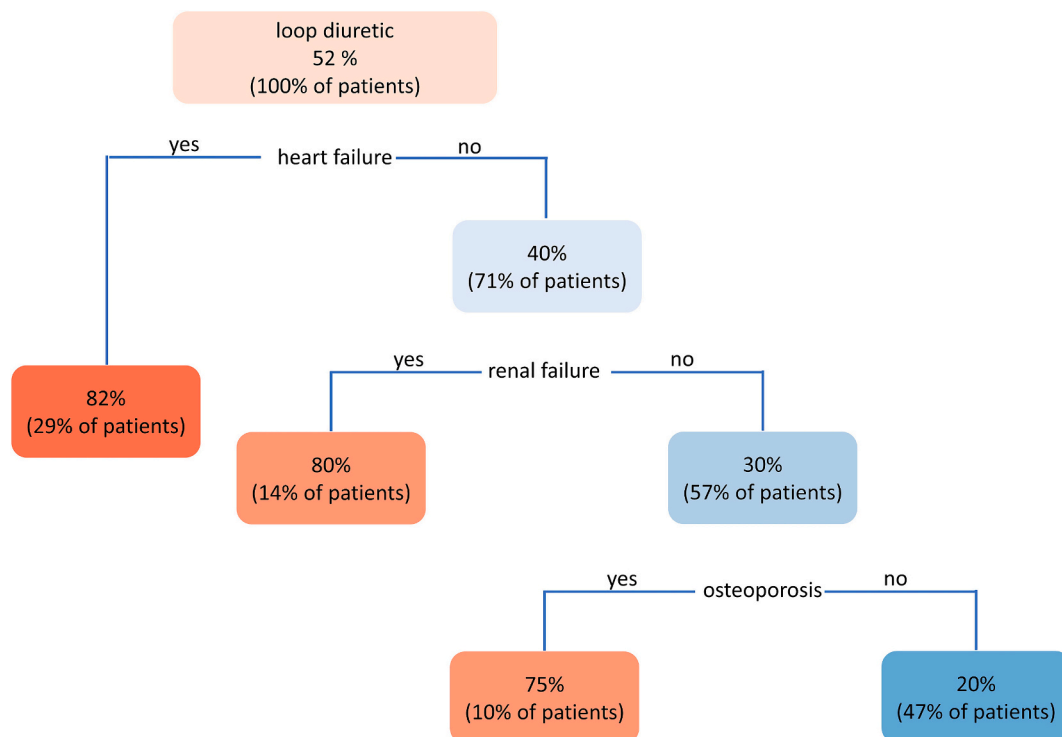 loop diuretic
52 %
(100% of patients)
yes
heart failure
no
40%
(71% of patients)
yes
renal failure
no
82%
(29% of patients)
80%
(14% of patients)
30%
(57% of patients)
yes
osteoporosis
no
75%
(10% of patients)
20%
(47% of patients)